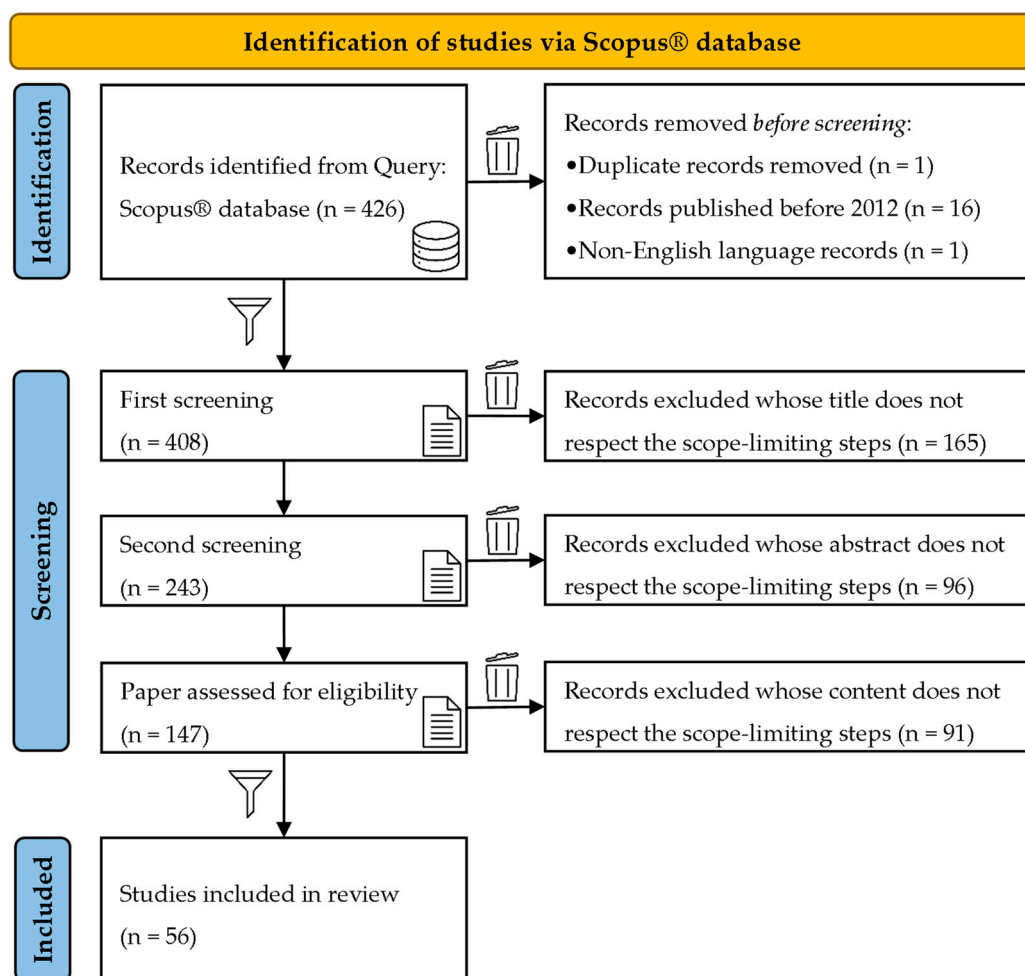 Identification of studies via Scopus® database
Identification
Records identified from Query:
Scopus® database (n = 426)
Records removed before screening:
•Duplicate records removed (n = 1)
•Records published before 2012 (n = 16)
•Non-English language records (n = 1)
Screening
First screening
(n = 408)
Records excluded whose title does not
respect the scope-limiting steps (n = 165)
Second screening
(n = 243)
Records excluded whose abstract does not
respect the scope-limiting steps (n = 96)
Paper assessed for eligibility
(n = 147)
Records excluded whose content does not
respect the scope-limiting steps (n = 91)
Included
Studies included in review
(n = 56)